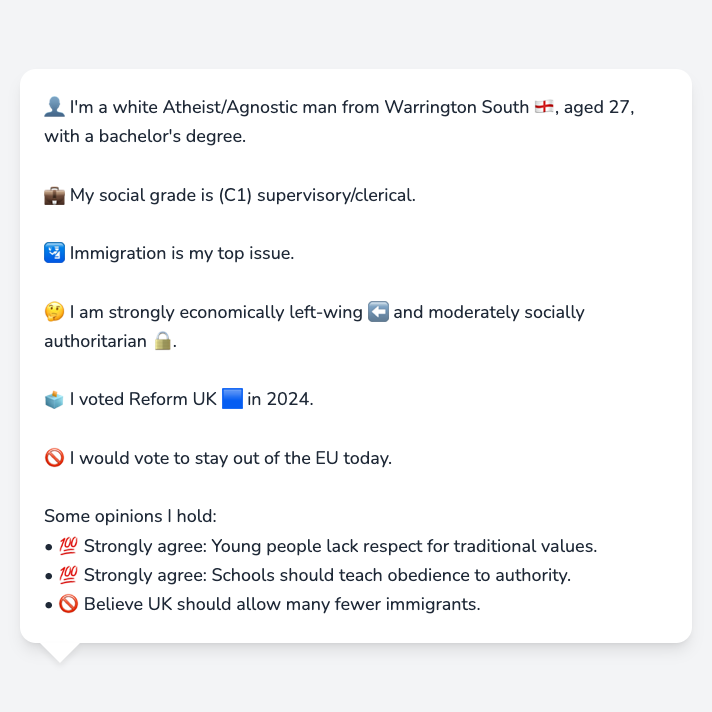 👤 I'm a white Atheist/Agnostic man from Warrington South 🏴󠁧󠁢󠁥󠁮󠁧󠁿, aged 27,
with a bachelor's degree.
💼 My social grade is (C1) supervisory/clerical.
🛂 Immigration is my top issue.
🤔 I am strongly economically left-wing ⬅️ and moderately socially
authoritarian 🔒.
🗳️ I voted Reform UK 🟦 in 2024.
🚫 I would vote to stay out of the EU today.
Some opinions I hold:
• 💯 Strongly agree: Young people lack respect for traditional values.
• 💯 Strongly agree: Schools should teach obedience to authority.
• 🚫 Believe UK should allow many fewer immigrants.